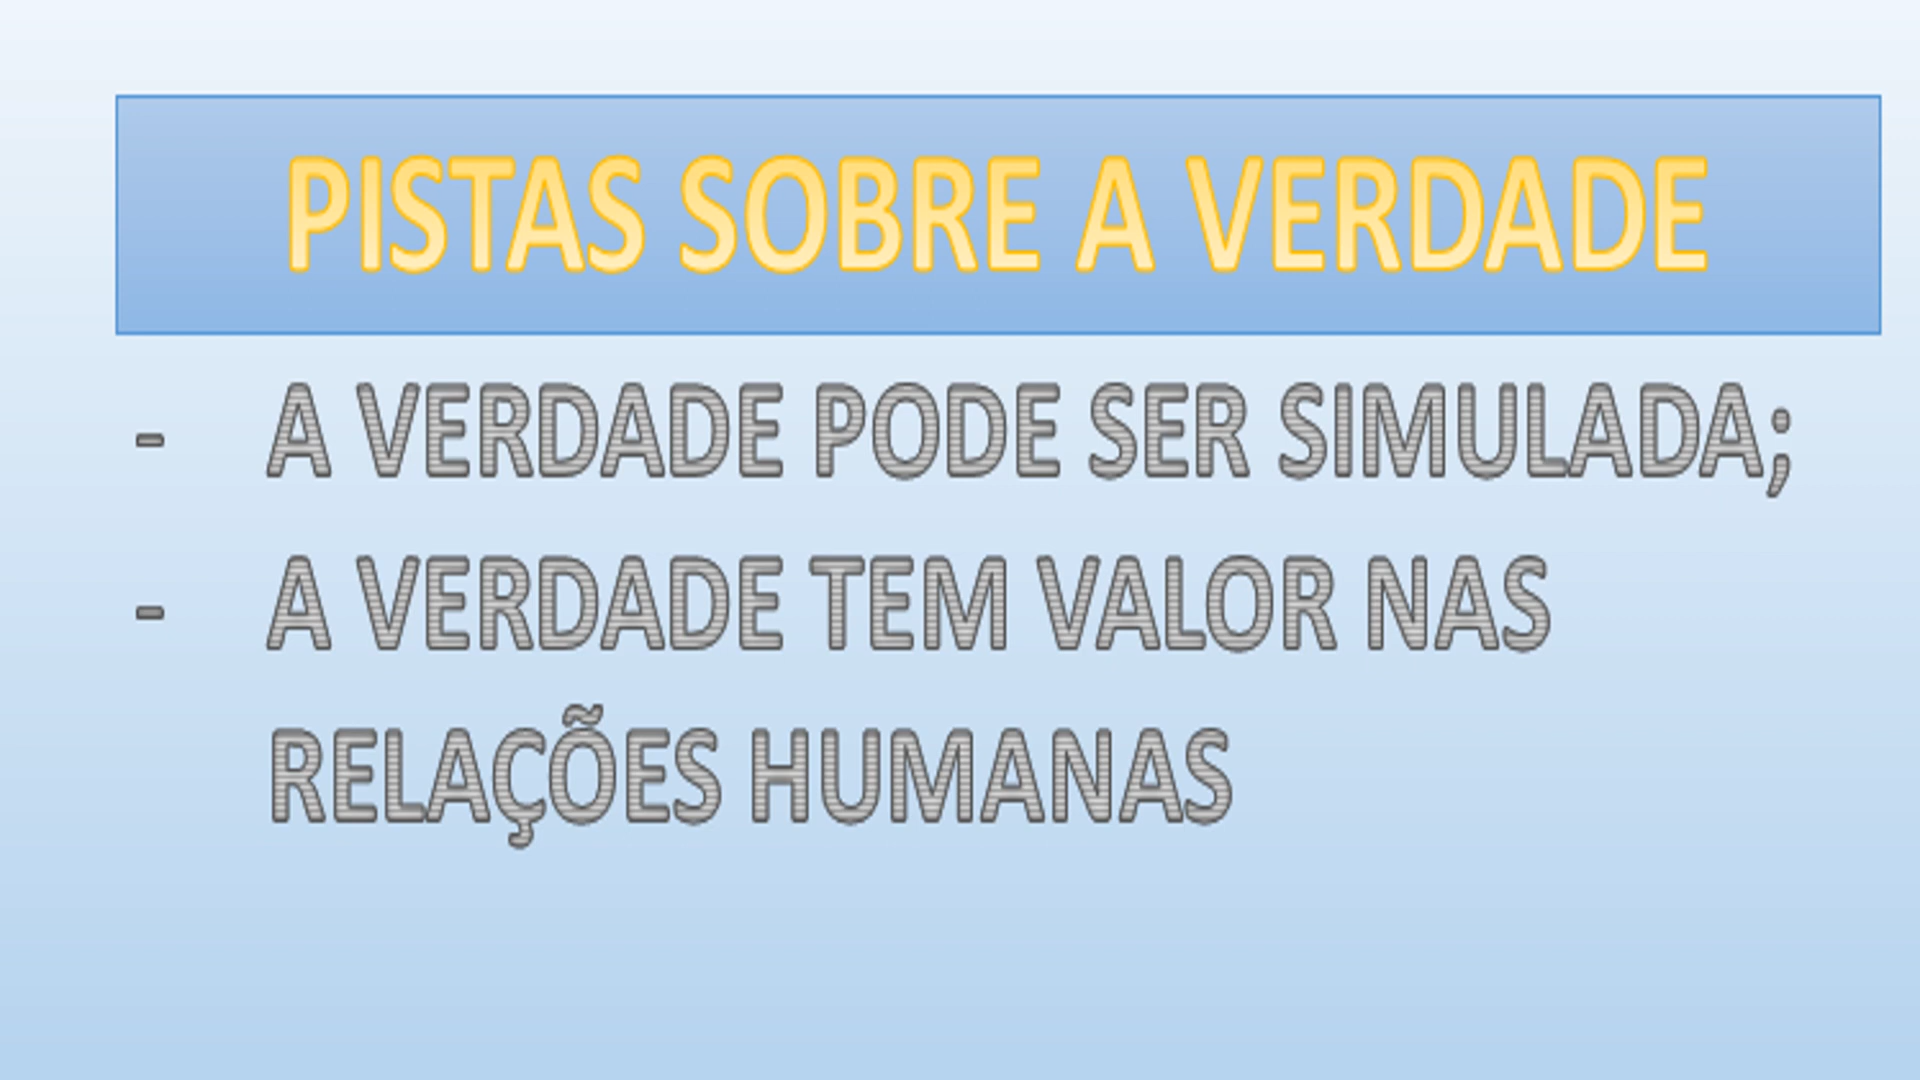 PISTAS SOBRE A VERDADE
- A VERDADE PODE SER SIMULADA;
- A VERDADE TEM VALOR NAS
RELAÇÕES HUMANAS